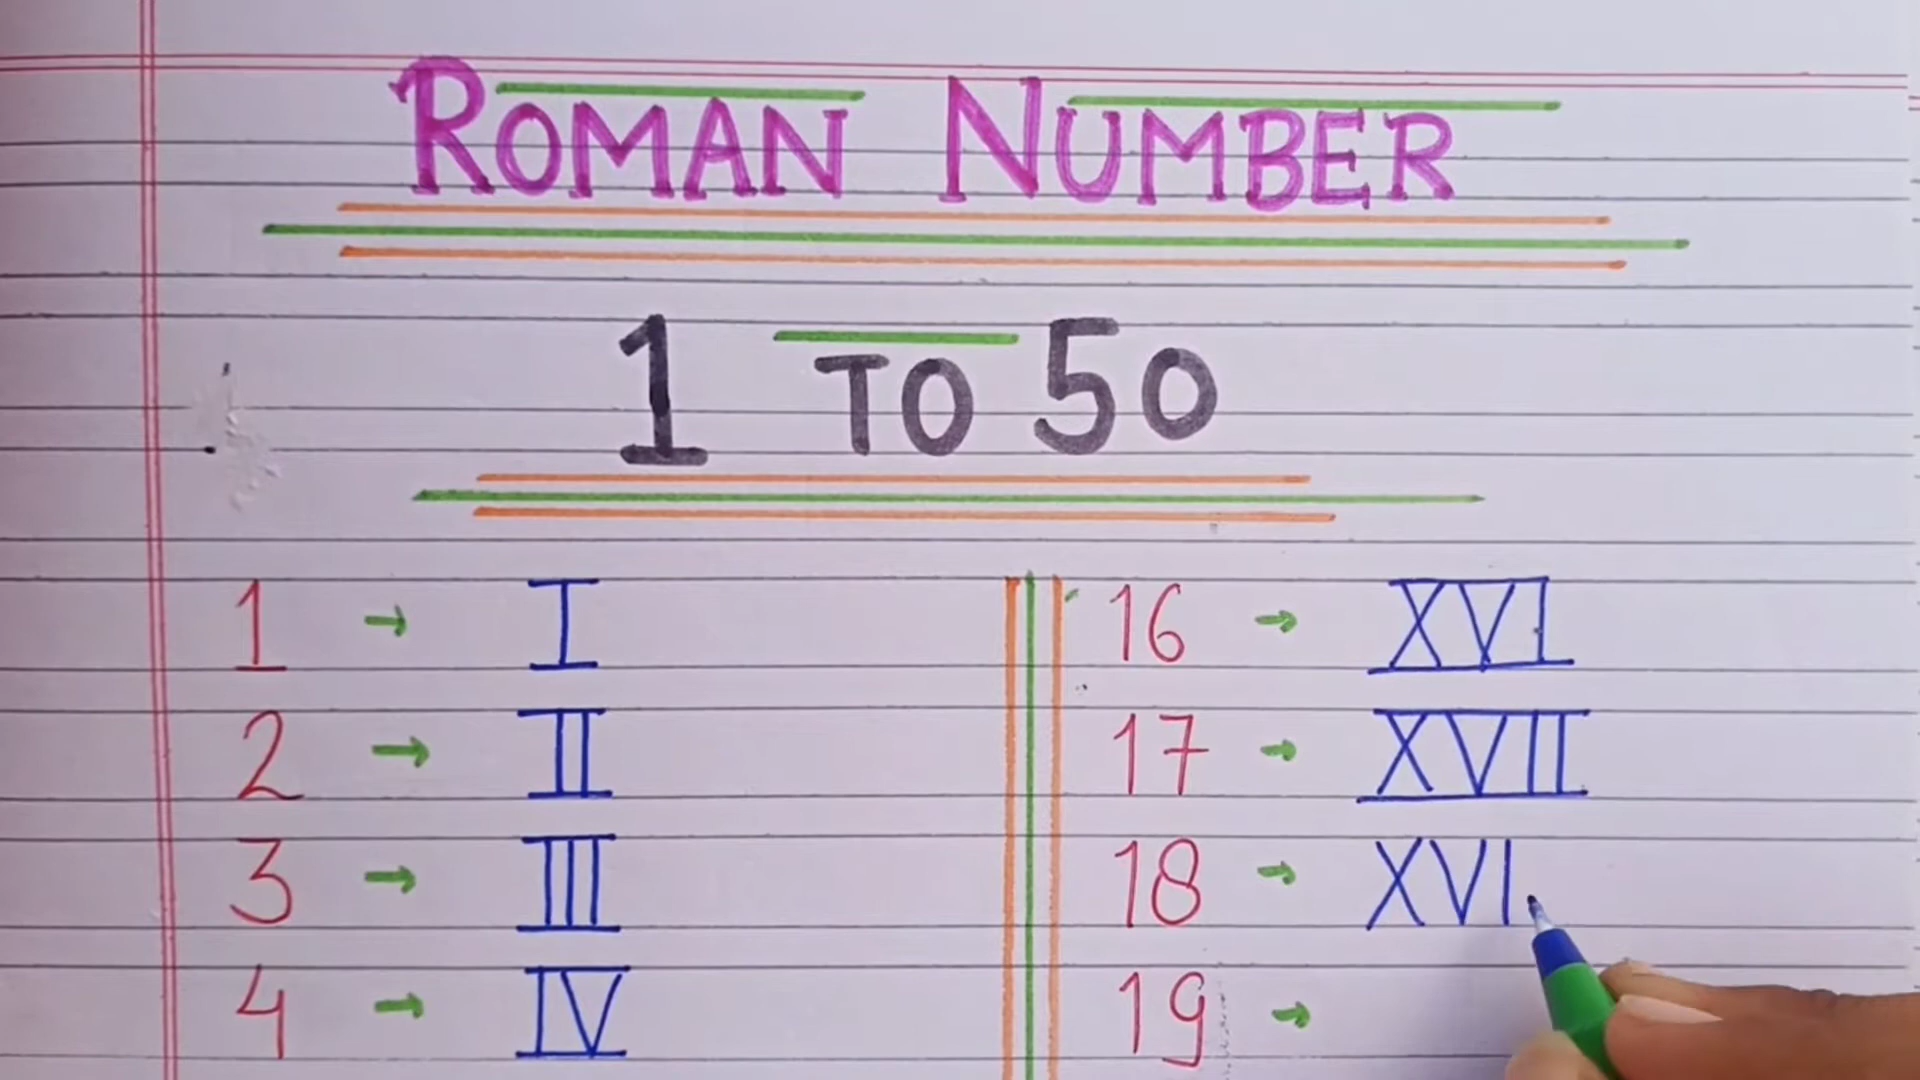 ROMAN NUMBER
1 TO 50
1 → I
2 → II
3 → III
4 → IV
16 → XVI
17 → XVII
18 → XVI
19 →